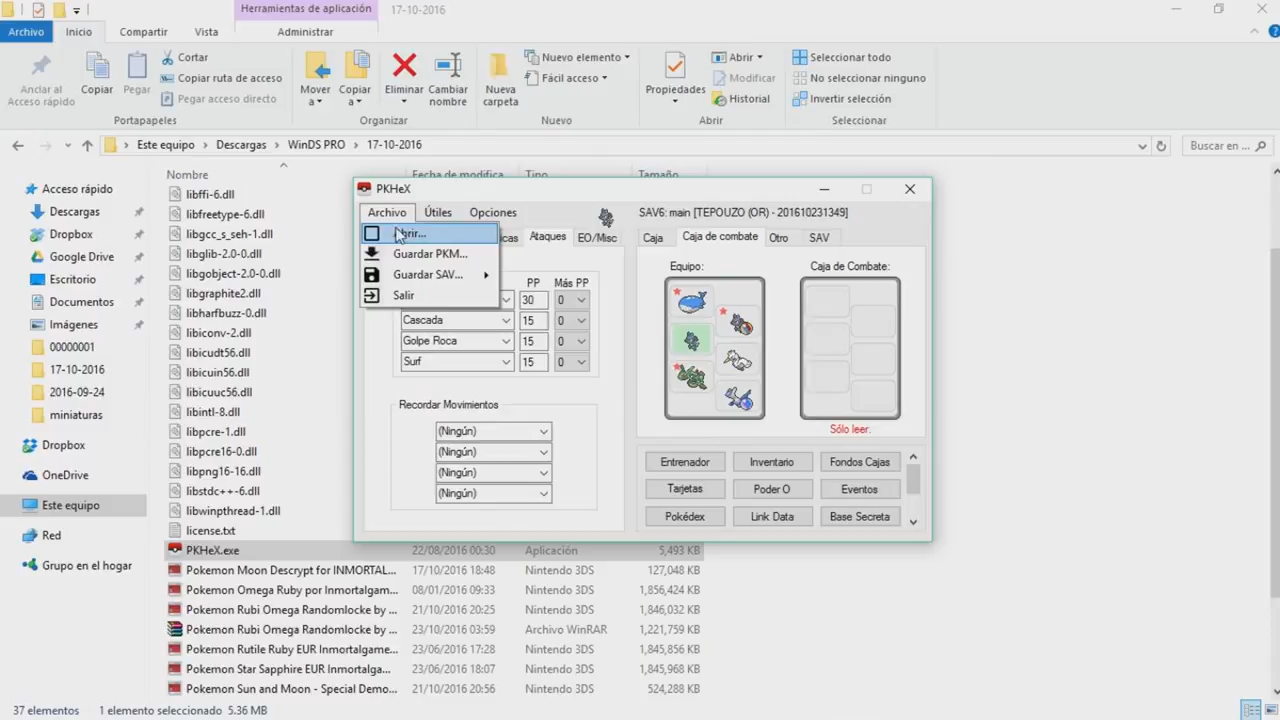 Herramientas de aplicación 17-10-2016
Archivo Inicio Compartir Vista Administrar
Anclar al Acceso rápido
Copiar
Pegar
Cortar
Copiar ruta de acceso
Pegar acceso directo
Mover a
Copiar a
Eliminar
Cambiar nombre
Nueva carpeta
Nuevo elemento
Fácil acceso
Propiedades
Abrir
Modificar
Historial
Seleccionar todo
No seleccionar ninguno
Invertir selección
Portapapeles Organizar Nuevo Abrir Seleccionar
Este equipo Descargas WinDS PRO 17-10-2016 Buscar en ...
Acceso rápido
Descargas
Dropbox
Google Drive
Escritorio
Documentos
Imágenes
00000001
17-10-2016
2016-09-24
miniaturas
Dropbox
OneDrive
Este equipo
Red
Grupo en el hogar
Nombre Fecha de modifica... Tipo Tamaño
libffi-6.dll
libfreetype-6.dll
libgcc_s_seh-1.dll
libglib-2.0-0.dll
libgobject-2.0-0.dll
libgraphite2.dll
libharfbuzz-0.dll
libiconv-2.dll
libicudt56.dll
libicuin56.dll
libicuuc56.dll
libintl-8.dll
libpcre-1.dll
libpcre16-0.dll
libpng16-16.dll
libstdc++-6.dll
libwinpthread-1.dll
license.txt
PKHeX.exe 22/08/2016 00:30 Aplicación 5,493 KB
Pokemon Moon Descrypt for INMORTAL... 17/10/2016 18:48 Nintendo 3DS 127,048 KB
Pokemon Omega Ruby por Inmortalgam... 08/01/2016 09:33 Nintendo 3DS 1,856,424 KB
Pokemon Rubi Omega Randomlocke by ... 21/10/2016 20:25 Nintendo 3DS 1,846,032 KB
Pokemon Rubi Omega Randomlocke by ... 23/10/2016 03:59 Archivo WinRAR 1,221,759 KB
Pokemon Rutile Ruby EUR Inmortalgame... 23/06/2016 17:28 Nintendo 3DS 1,845,856 KB
Pokemon Star Sapphire EUR Inmortalga... 23/06/2016 18:07 Nintendo 3DS 1,845,968 KB
Pokemon Sun and Moon - Special Demo... 21/10/2016 20:56 Nintendo 3DS 524,288 KB
37 elementos 1 elemento seleccionado 5.36 MB
PKHeX
Archivo Útiles Opciones SAV6: main [TEPOUZO (OR) - 201610231349]
Abrir...
Guardar PKM...
Guardar SAV...
Salir
Ataques EO/Misc
PP Más PP
30 0
Cascada 15 0
Golpe Roca 15 0
Surf 15 0
Recordar Movimientos
(Ningún)
(Ningún)
(Ningún)
(Ningún)
Caja Caja de combate Otro SAV
Equipo: Caja de Combate:
Sólo leer.
Entrenador Inventario Fondos Cajas
Tarjetas Poder O Eventos
Pokédex Link Data Base Secreta